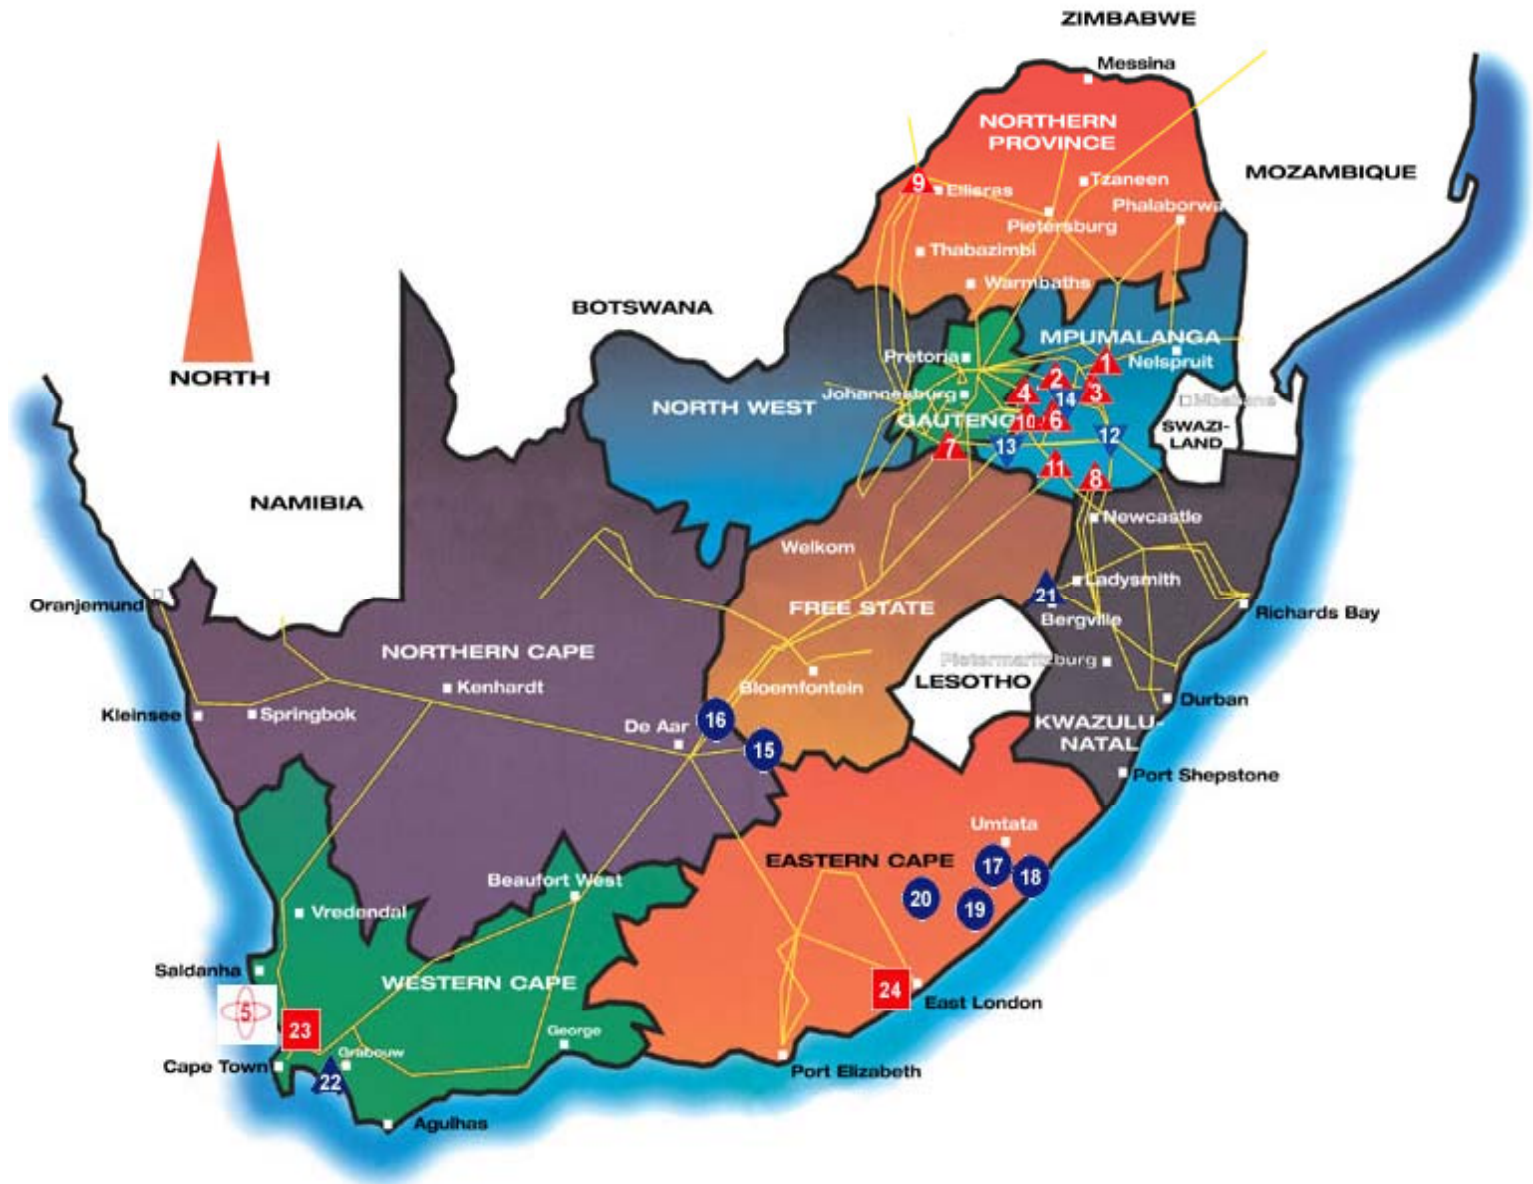 ZIMBABWE
Messina
NORTHERN
PROVINCE
MOZAMBIQUE
Tzaneen
9
Ellisras
Phalaborwa
Pietersburg
Thabazimbi
Warmbaths
BOTSWANA
MPUMALANGA
Pretoria
1
Nelspruit
NORTH
2
Johannesburg
4
14
3
Mbabane
NORTH WEST
GAUTENG
10
6
SWAZI-
LAND
7
13
12
11
8
NAMIBIA
Newcastle
Welkom
Ladysmith
21
Oranjemund
FREE STATE
Richards Bay
Bergville
NORTHERN CAPE
Pietermaritzburg
LESOTHO
Kenhardt
Bloemfontein
Durban
Kleinsee
Springbok
De Aar
16
15
KWAZULU-
NATAL
Port Shepstone
Umtata
EASTERN CAPE
17
18
Beaufort West
20
19
Vredendal
Saldanha
WESTERN CAPE
24
East London
5
23
George
Grabouw
Cape Town
22
Port Elizabeth
Agulhas